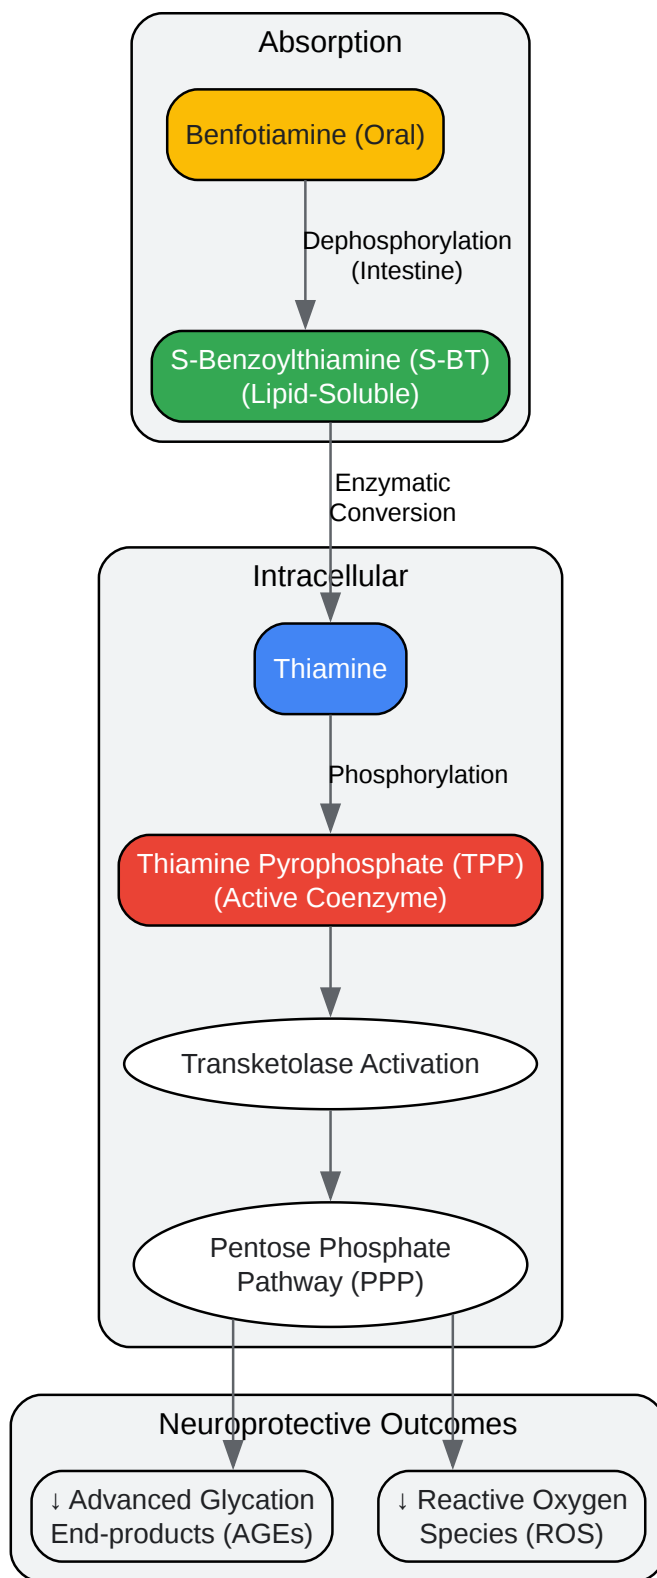 Absorption
Benfotiamine (Oral)
Dephosphorylation
(Intestine)
S-Benzoylthiamine (S-BT)
(Lipid-Soluble)
Enzymatic
Conversion
Intracellular
Thiamine
Phosphorylation
Thiamine Pyrophosphate (TPP)
(Active Coenzyme)
Transketolase Activation
Pentose Phosphate
Pathway (PPP)
Neuroprotective Outcomes
↓ Advanced Glycation
End-products (AGEs)
↓ Reactive Oxygen
Species (ROS)